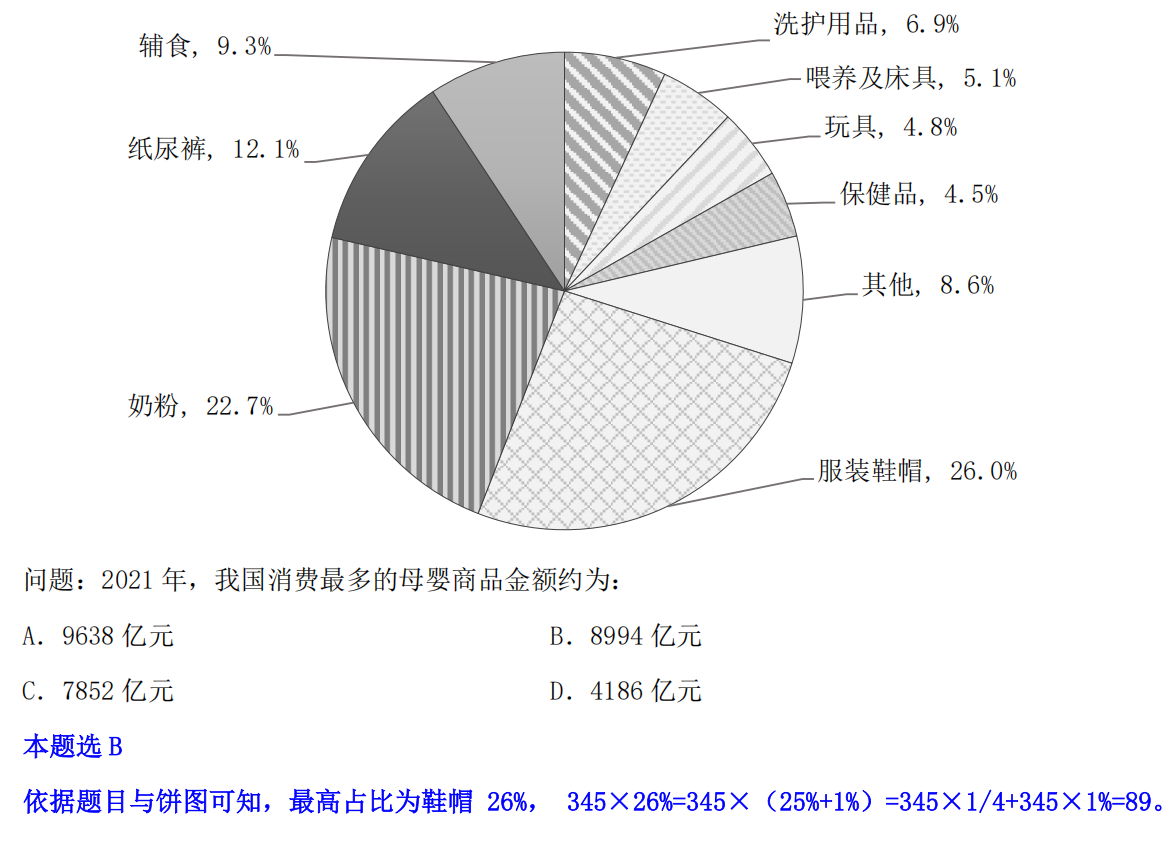 洗护用品, 6.9%
辅食, 9.3%
喂养及床具, 5.1%
玩具, 4.8%
纸尿裤, 12.1%
保健品, 4.5%
其他, 8.6%
奶粉, 22.7%
服装鞋帽, 26.0%
问题：2021 年，我国消费最多的母婴商品金额约为：
A．9638 亿元 B．8994 亿元
C．7852 亿元 D．4186 亿元
本题选 B
依据题目与饼图可知，最高占比为鞋帽 26%， 345×26%=345×（25%+1%）=345×1/4+345×1%=89。